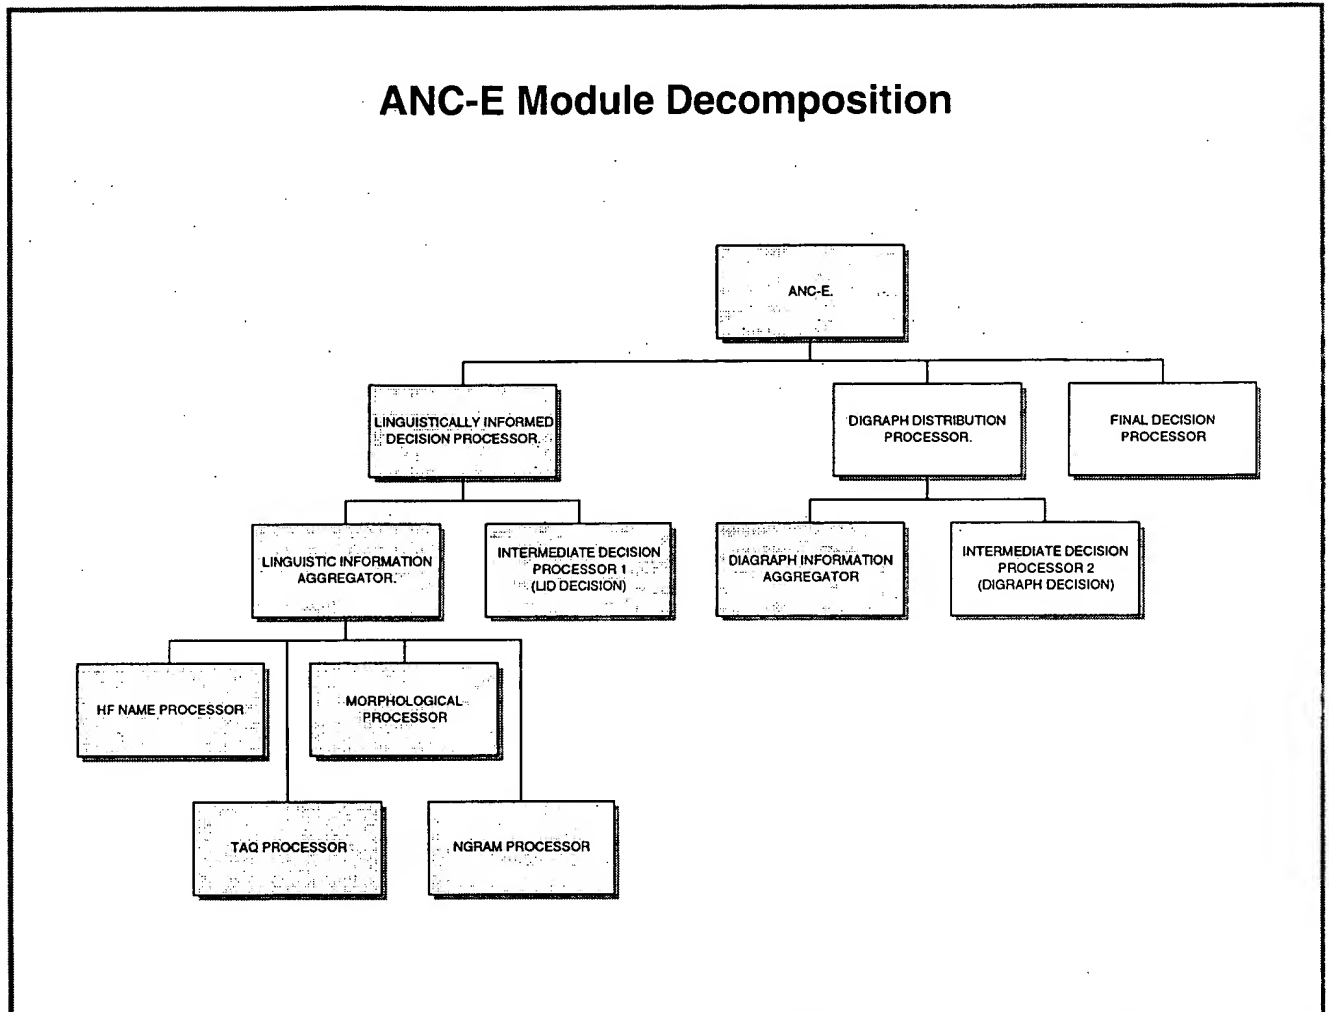 ANC-E Module Decomposition
ANC-E.
LINGUISTICALLY INFORMED
DECISION PROCESSOR.
DIGRAPH DISTRIBUTION
PROCESSOR.
FINAL DECISION
PROCESSOR
LINGUISTIC INFORMATION
AGGREGATOR.
INTERMEDIATE DECISION
PROCESSOR 1
(LID DECISION)
DIAGRAPH INFORMATION
AGGREGATOR
INTERMEDIATE DECISION
PROCESSOR 2
(DIGRAPH DECISION)
HF NAME PROCESSOR
MORPHOLOGICAL
PROCESSOR
TAQ PROCESSOR
NGRAM PROCESSOR